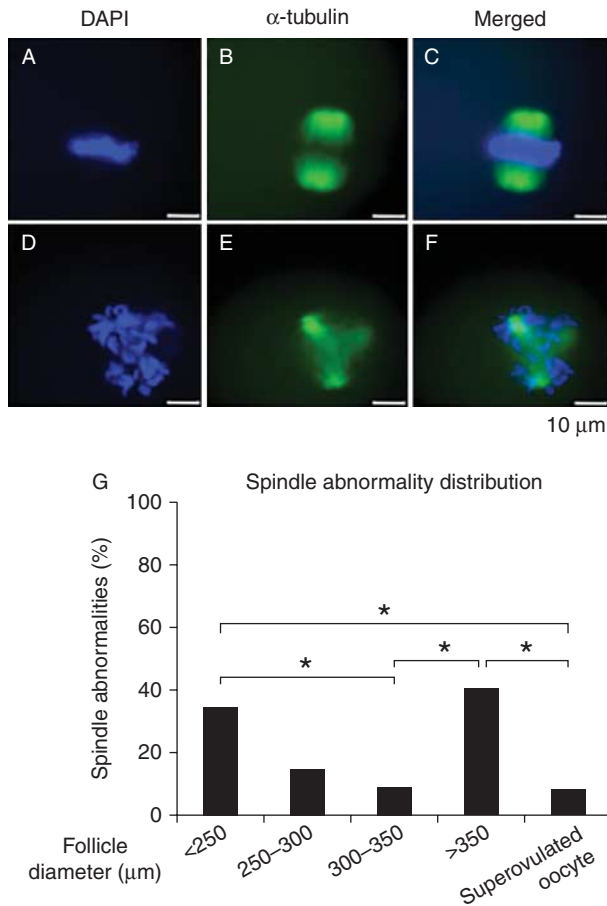 DAPI α-tubulin Merged
A B C
D E F
10 μm
G Spindle abnormality distribution
100
80
60
40
20
0
Spindle abnormalities (%)
* * * *
Follicle diameter (μm)
<250 250–300 300–350 >350 Superovulated oocyte